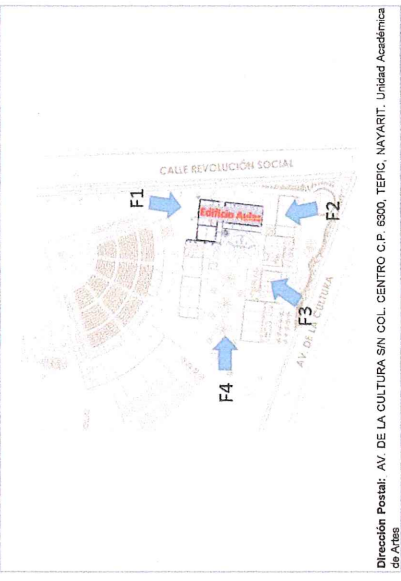 CALLE REVOLUCIÓN SOCIAL
F1
Edificio Aulas
F2
F3
F4
AV. DE LA CULTURA
Dirección Postal: AV. DE LA CULTURA S/N COL. CENTRO C.P. 6300, TEPIC, NAYARIT. Unidad Académica
de Artes